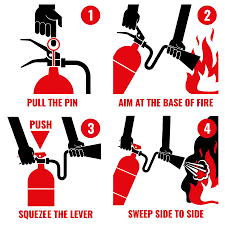 1
PULL THE PIN
2
AIM AT THE BASE OF FIRE
PUSH
3
SQUEZEE THE LEVER
4
SWEEP SIDE TO SIDE